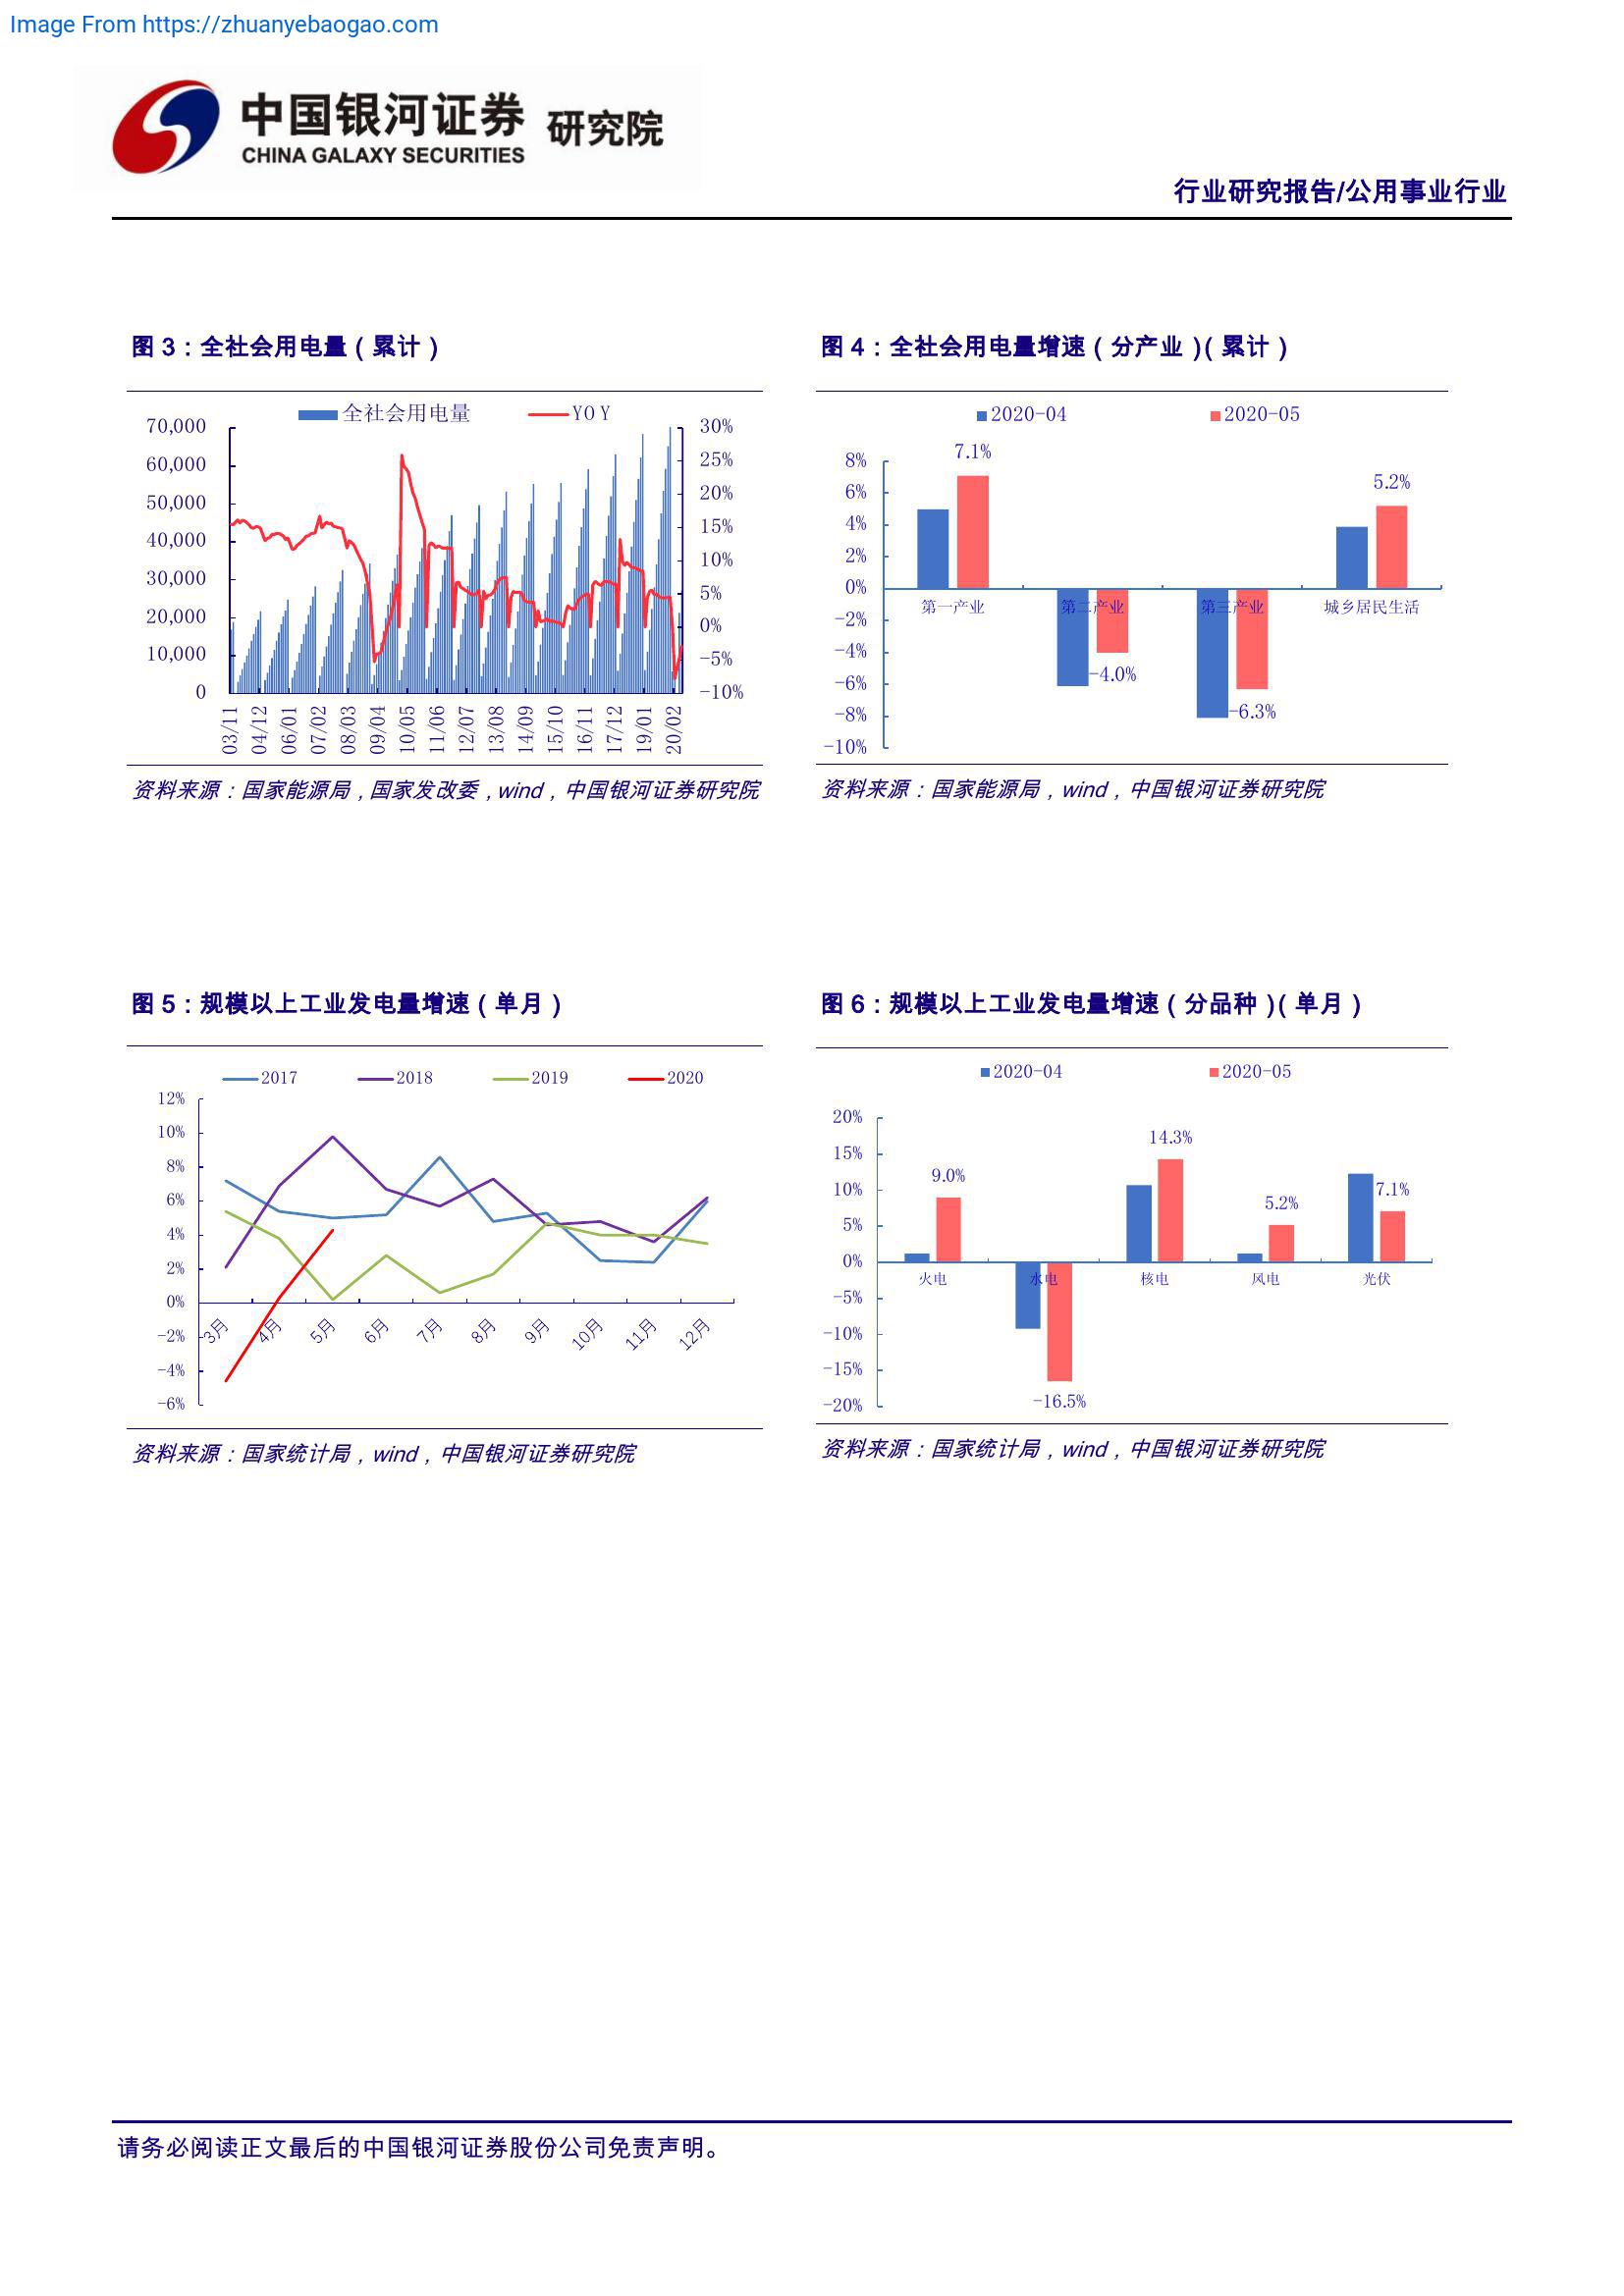 Image From https://zhuanyebaogao.com
中国银河证券 研究院
CHINA GALAXY SECURITIES
行业研究报告/公用事业行业
图 3：全社会用电量（累计）
全社会用电量 YOY
70,000 30%
60,000 25%
50,000 20%
40,000 15%
30,000 10%
20,000 5%
10,000 0%
0 -5%
-10%
03/11 04/12 06/01 07/02 08/03 09/04 10/05 11/06 12/07 13/08 14/09 15/10 16/11 17/12 19/01 20/02
资料来源：国家能源局，国家发改委，wind，中国银河证券研究院
图 4：全社会用电量增速（分产业）（累计）
2020-04 2020-05
7.1%
5.2%
-4.0%
-6.3%
8%
6%
4%
2%
0%
-2%
-4%
-6%
-8%
-10%
第一产业 第二产业 第三产业 城乡居民生活
资料来源：国家能源局，wind，中国银河证券研究院
图 5：规模以上工业发电量增速（单月）
2017 2018 2019 2020
12%
10%
8%
6%
4%
2%
0%
-2%
-4%
-6%
3月 4月 5月 6月 7月 8月 9月 10月 11月 12月
资料来源：国家统计局，wind，中国银河证券研究院
图 6：规模以上工业发电量增速（分品种）（单月）
2020-04 2020-05
20%
15%
10%
5%
0%
-5%
-10%
-15%
-20%
9.0%
-16.5%
14.3%
5.2%
7.1%
火电 水电 核电 风电 光伏
资料来源：国家统计局，wind，中国银河证券研究院
请务必阅读正文最后的中国银河证券股份公司免责声明。